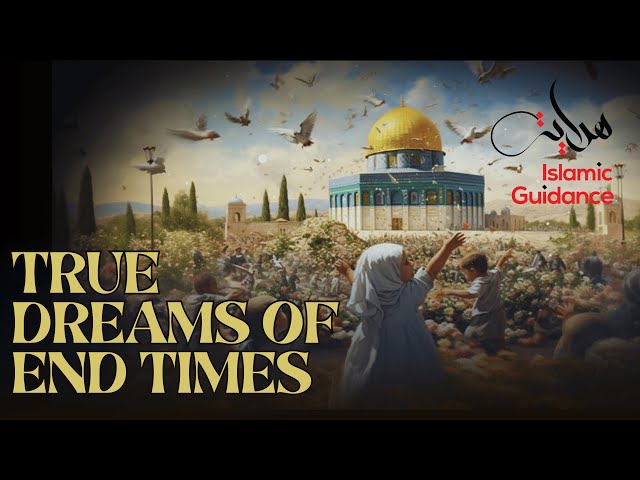 هداية
Islamic
Guidance
TRUE
DREAMS OF
END TIMES